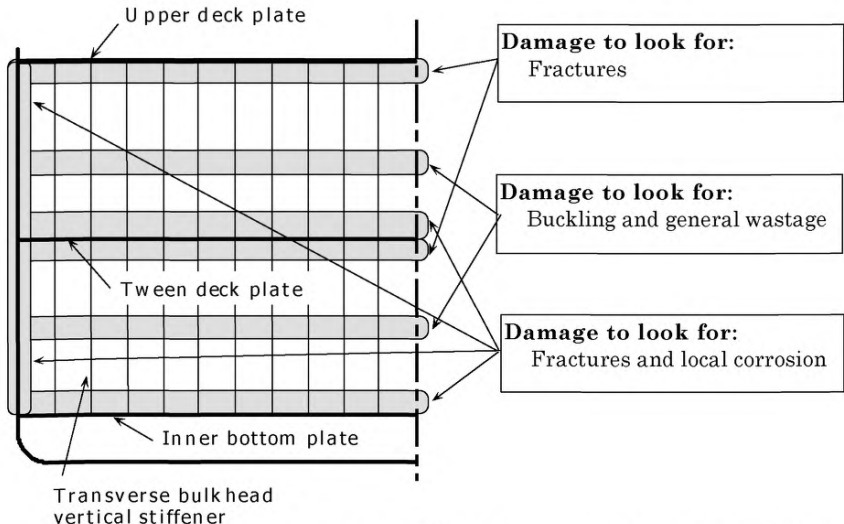 Upper deck plate
Damage to look for:
Fractures
Damage to look for:
Buckling and general wastage
Tween deck plate
Damage to look for:
Fractures and local corrosion
Inner bottom plate
Transverse bulkhead
vertical stiffener